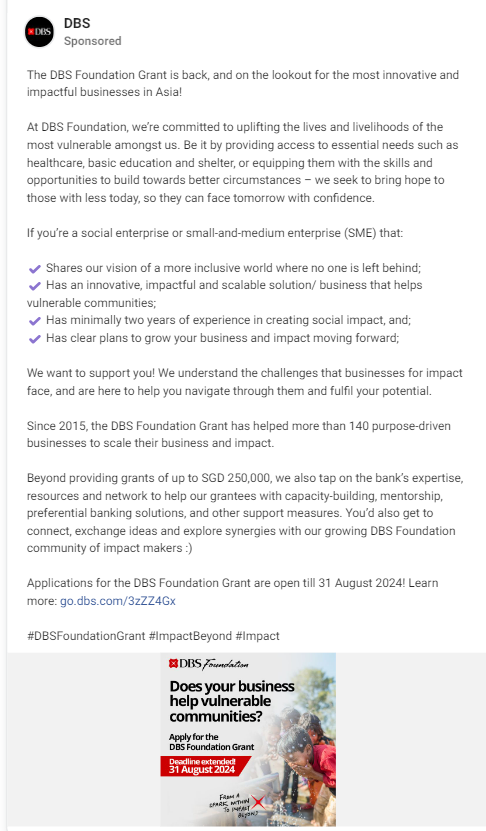 DBS
DBS
Sponsored
The DBS Foundation Grant is back, and on the lookout for the most innovative and
impactful businesses in Asia!
At DBS Foundation, we're committed to uplifting the lives and livelihoods of the
most vulnerable amongst us. Be it by providing access to essential needs such as
healthcare, basic education and shelter, or equipping them with the skills and
opportunities to build towards better circumstances – we seek to bring hope to
those with less today, so they can face tomorrow with confidence.
If you're a social enterprise or small-and-medium enterprise (SME) that:
✔ Shares our vision of a more inclusive world where no one is left behind;
✔ Has an innovative, impactful and scalable solution/ business that helps
vulnerable communities;
✔ Has minimally two years of experience in creating social impact, and;
✔ Has clear plans to grow your business and impact moving forward;
We want to support you! We understand the challenges that businesses for impact
face, and are here to help you navigate through them and fulfil your potential.
Since 2015, the DBS Foundation Grant has helped more than 140 purpose-driven
businesses to scale their business and impact.
Beyond providing grants of up to SGD 250,000, we also tap on the bank's expertise,
resources and network to help our grantees with capacity-building, mentorship,
preferential banking solutions, and other support measures. You'd also get to
connect, exchange ideas and explore synergies with our growing DBS Foundation
community of impact makers :)
Applications for the DBS Foundation Grant are open till 31 August 2024! Learn
more: go.dbs.com/3zZZ4Gx
#DBSFoundationGrant #ImpactBeyond #Impact
DBS Foundation
Does your business
help vulnerable
communities?
Apply for the
DBS Foundation Grant
Deadline extended!
31 August 2024
FROM A
SPARK WITHIN
TO IMPACT
BEYOND